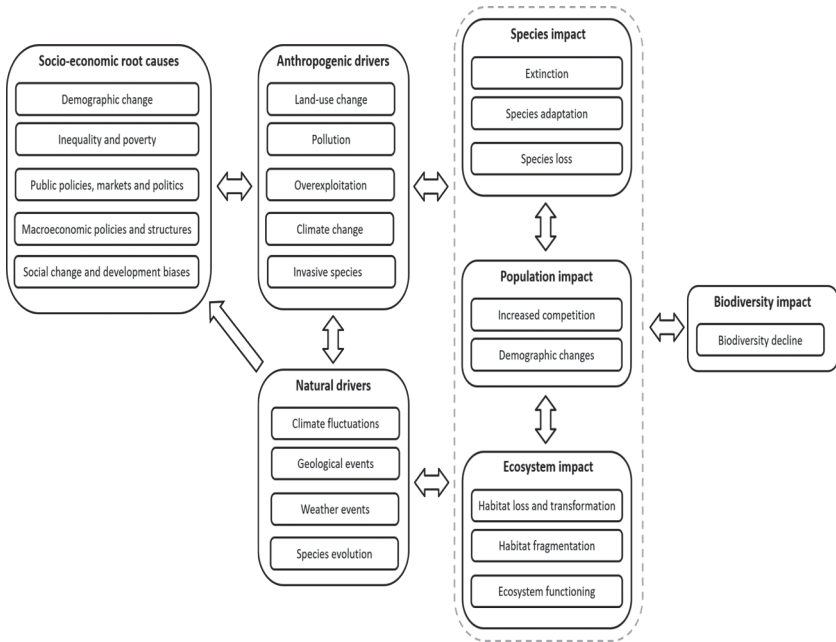 Socio-economic root causes
Demographic change
Inequality and poverty
Public policies, markets and politics
Macroeconomic policies and structures
Social change and development biases
Anthropogenic drivers
Land-use change
Pollution
Overexploitation
Climate change
Invasive species
Natural drivers
Climate fluctuations
Geological events
Weather events
Species evolution
Species impact
Extinction
Species adaptation
Species loss
Population impact
Increased competition
Demographic changes
Ecosystem impact
Habitat loss and transformation
Habitat fragmentation
Ecosystem functioning
Biodiversity impact
Biodiversity decline